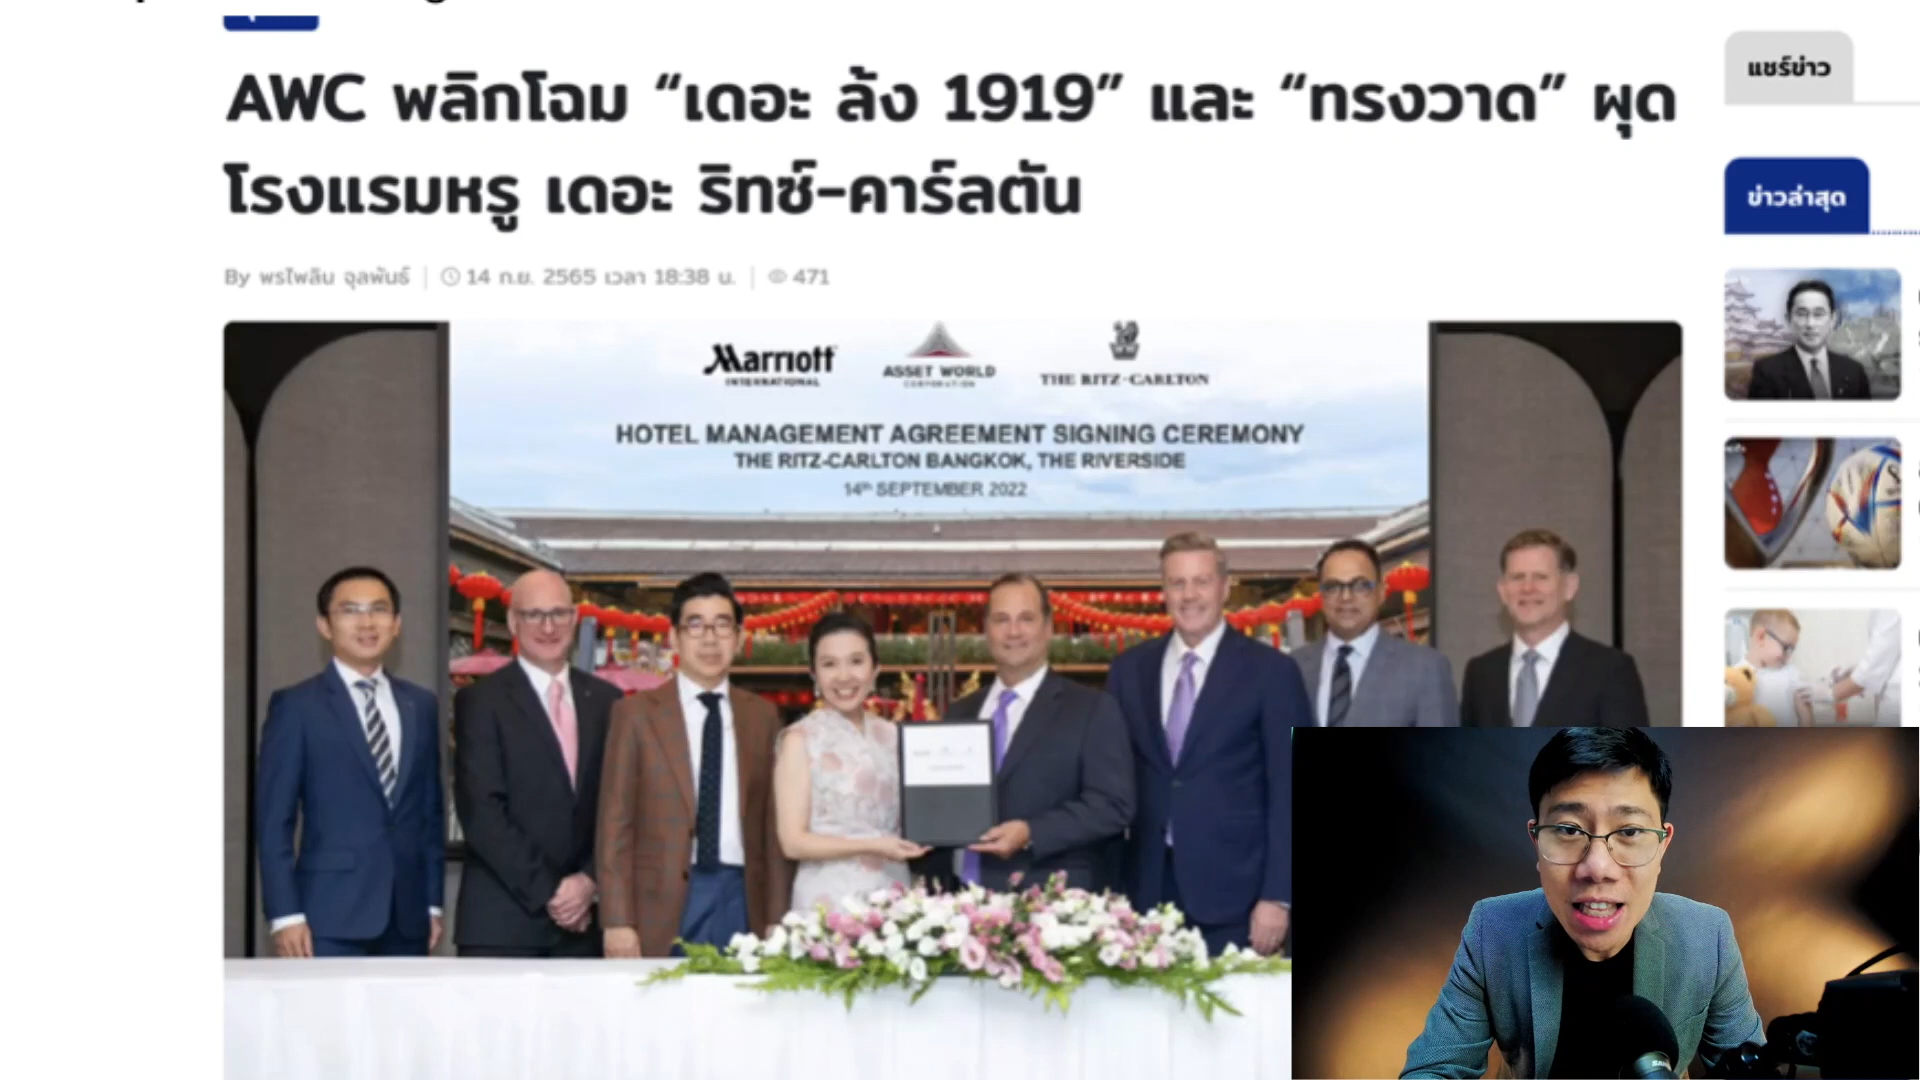 AWC พลิกโฉม “เดอะ ล้ง 1919” และ “ทรงวาด” ผุด
โรงแรมหรู เดอะ ริทซ์-คาร์ลตัน
By พรไพลิน จุลพันธ์ | 14 ก.ย. 2565 เวลา 18:38 น. | 471
แชร์ข่าว
ข่าวล่าสุด
Marriott
INTERNATIONAL
ASSET WORLD
CORPORATION
THE RITZ-CARLTON
HOTEL MANAGEMENT AGREEMENT SIGNING CEREMONY
THE RITZ-CARLTON BANGKOK, THE RIVERSIDE
14th SEPTEMBER 2022